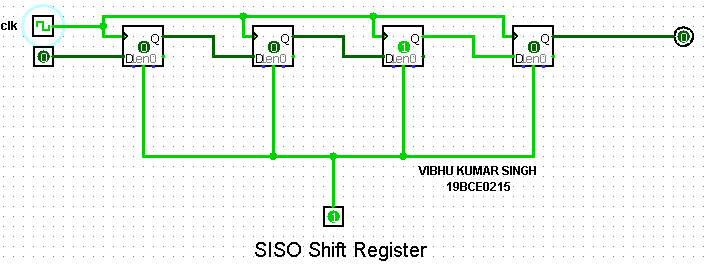 clk
0
0 Q
D en 0
0 Q
D en 0
1 Q
D en 0
0 Q
D en 0
0
VIBHU KUMAR SINGH
19BCE0215
1
SISO Shift Register